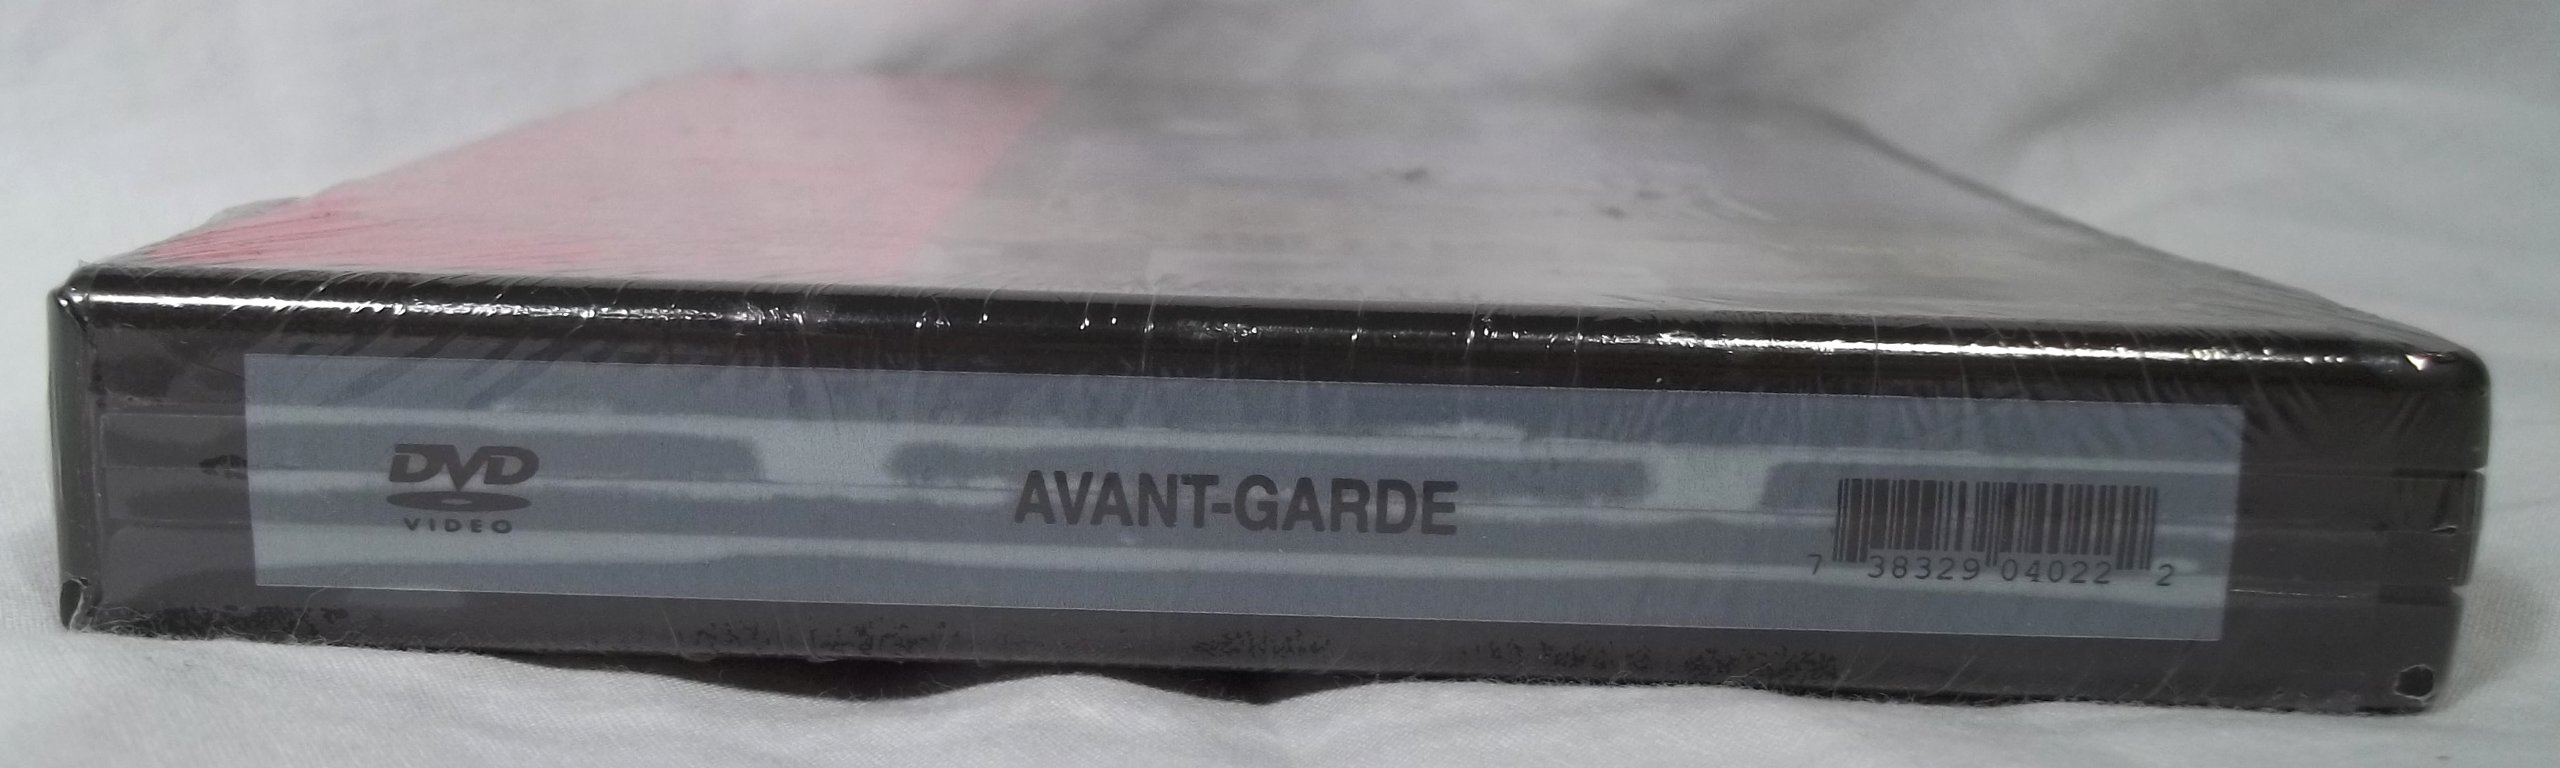 DVD
VIDEO
AVANT-GARDE
7 38329 04022 2